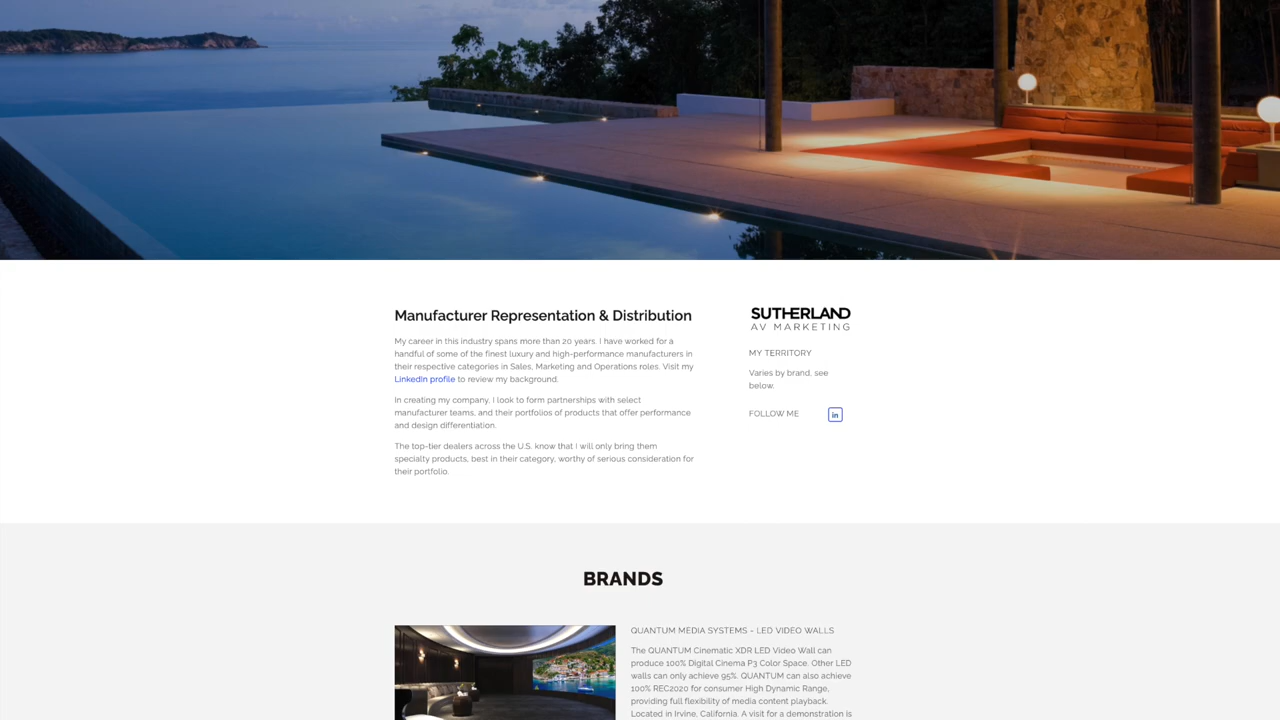 Manufacturer Representation & Distribution
My career in this industry spans more than 20 years. I have worked for a
handful of some of the finest luxury and high-performance manufacturers in
their respective categories in Sales, Marketing and Operations roles. Visit my
LinkedIn profile to review my background.
In creating my company, I look to form partnerships with select
manufacturer teams, and their portfolios of products that offer performance
and design differentiation.
The top-tier dealers across the U.S. know that I will only bring them
specialty products, best in their category, worthy of serious consideration for
their portfolio.
SUTHERLAND
AV MARKETING
MY TERRITORY
Varies by brand, see
below.
FOLLOW ME
in
BRANDS
QUANTUM MEDIA SYSTEMS - LED VIDEO WALLS
The QUANTUM Cinematic XDR LED Video Wall can
produce 100% Digital Cinema P3 Color Space. Other LED
walls can only achieve 95%. QUANTUM can also achieve
100% REC2020 for consumer High Dynamic Range,
providing full flexibility of media content playback.
Located in Irvine, California. A visit for a demonstration is